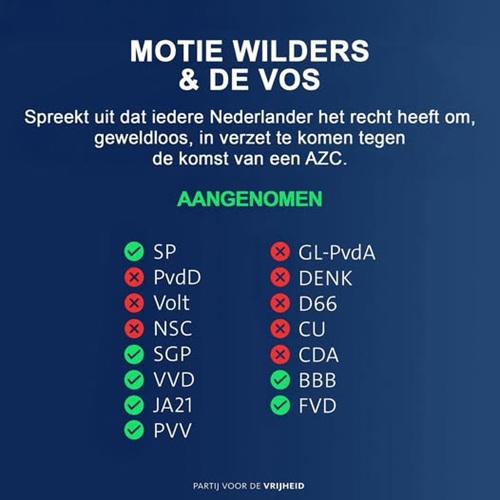 MOTIE WILDERS
& DE VOS
Spreekt uit dat iedere Nederlander het recht heeft om,
geweldloos, in verzet te komen tegen
de komst van een AZC.
AANGENOMEN
SP
PvdD
Volt
NSC
SGP
VVD
JA21
PVV
GL-PvdA
DENK
D66
CU
CDA
BBB
FVD
PARTIJ VOOR DE VRIJHEID